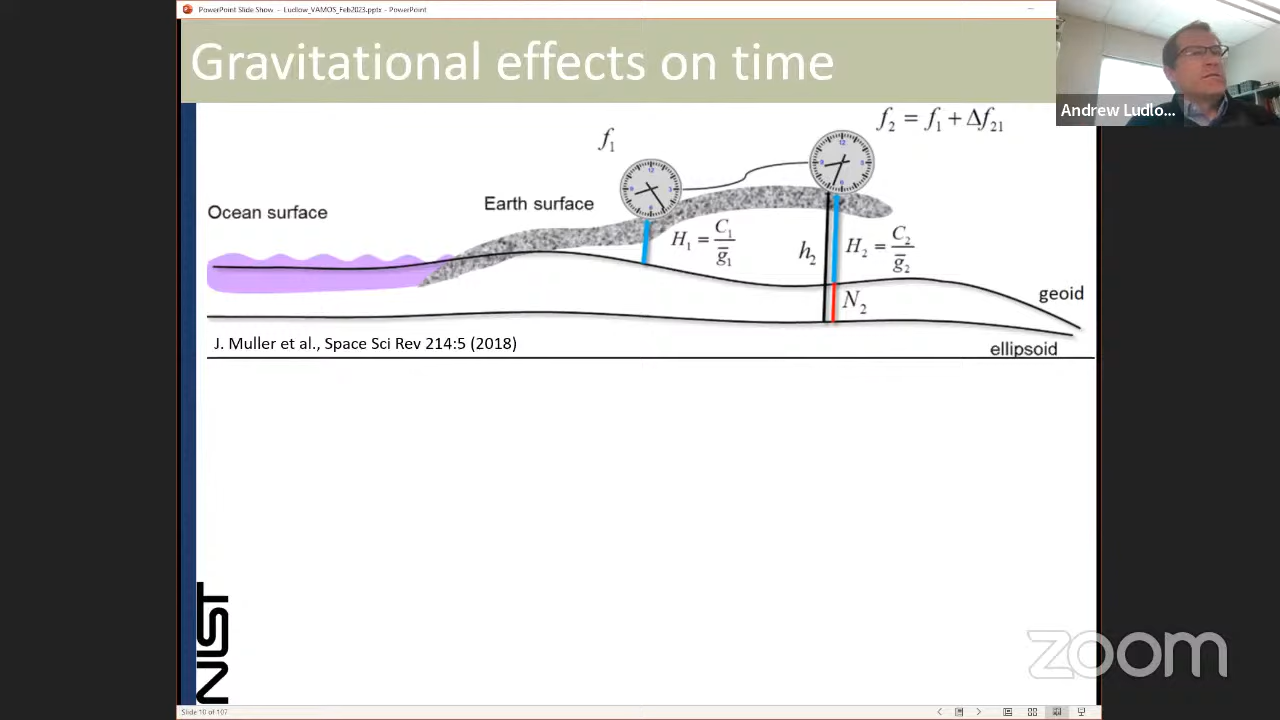 PowerPoint Slide Show - Ludlow_VAMOS_Feb2023.pptx - PowerPoint
Gravitational effects on time
Andrew Ludlo...
f₁
f₂ = f₁ + Δf₂₁
Ocean surface
Earth surface
H₁ = C₁ / g̅₁
h₂
H₂ = C₂ / g̅₂
N₂
geoid
ellipsoid
J. Muller et al., Space Sci Rev 214:5 (2018)
NIST
zoom
Slide 10 of 107